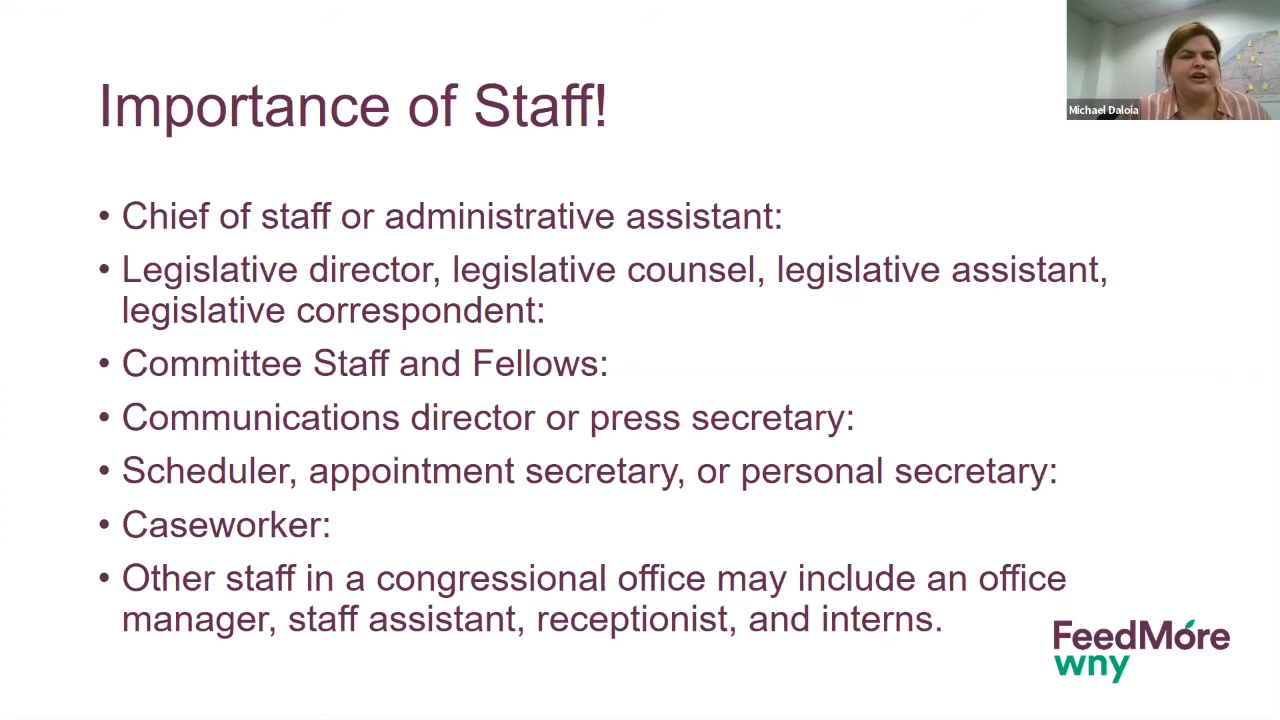 Importance of Staff!
Michael Daloia
• Chief of staff or administrative assistant:
• Legislative director, legislative counsel, legislative assistant,
legislative correspondent:
• Committee Staff and Fellows:
• Communications director or press secretary:
• Scheduler, appointment secretary, or personal secretary:
• Caseworker:
• Other staff in a congressional office may include an office
manager, staff assistant, receptionist, and interns.
FeedMore
wny